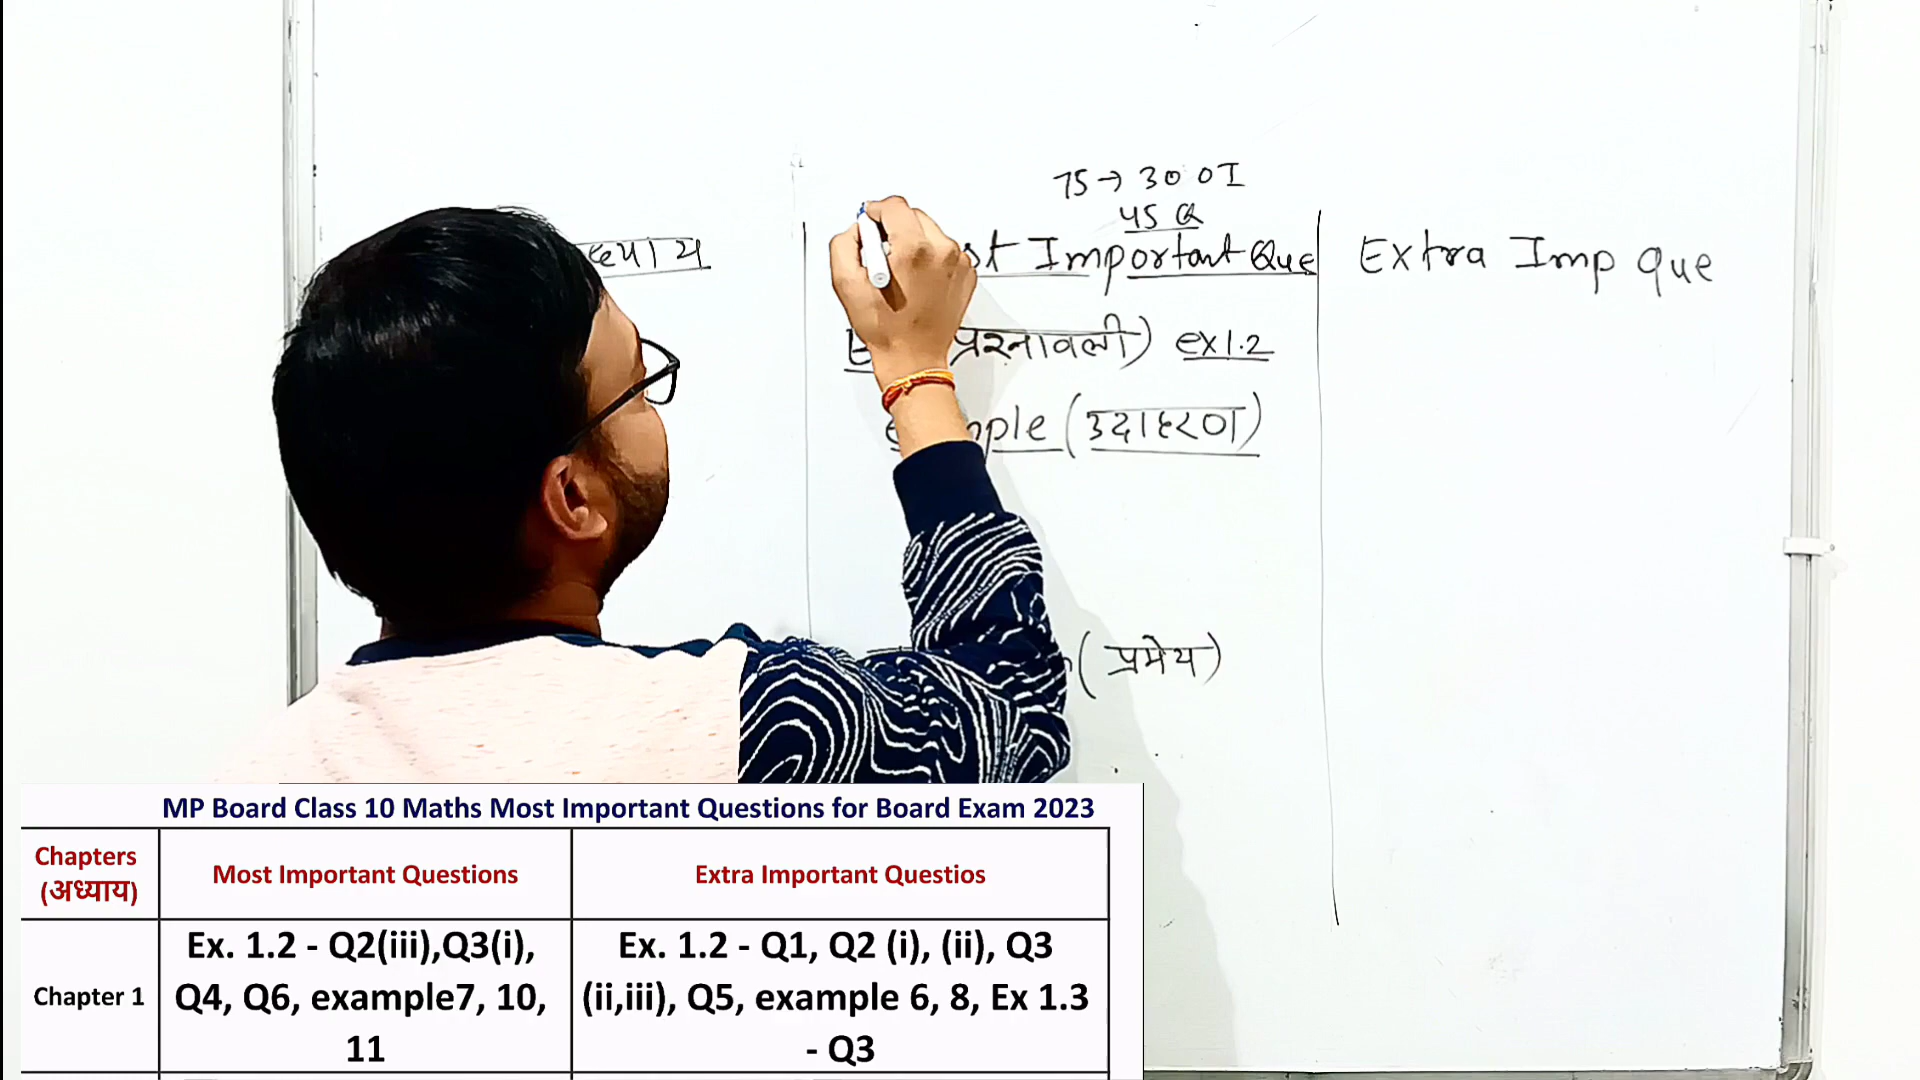 75→ 30 OI
45 Q
Important Que
Extra Imp que
प्रश्नावली) ex1.2
(उदाहरण)
(प्रमेय)
MP Board Class 10 Maths Most Important Questions for Board Exam 2023
Chapters
(अध्याय)
Most Important Questions
Extra Important Questios
Chapter 1
Ex. 1.2 - Q2(iii),Q3(i),
Q4, Q6, example7, 10,
11
Ex. 1.2 - Q1, Q2 (i), (ii), Q3
(ii,iii), Q5, example 6, 8, Ex 1.3
- Q3